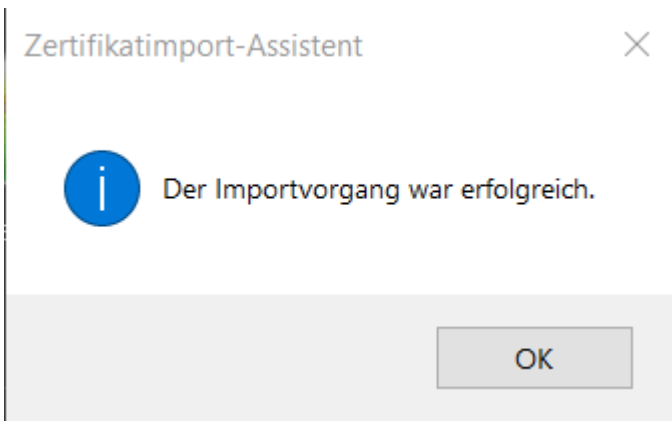 Zertifikatimport-Assistent
Der Importvorgang war erfolgreich.
OK